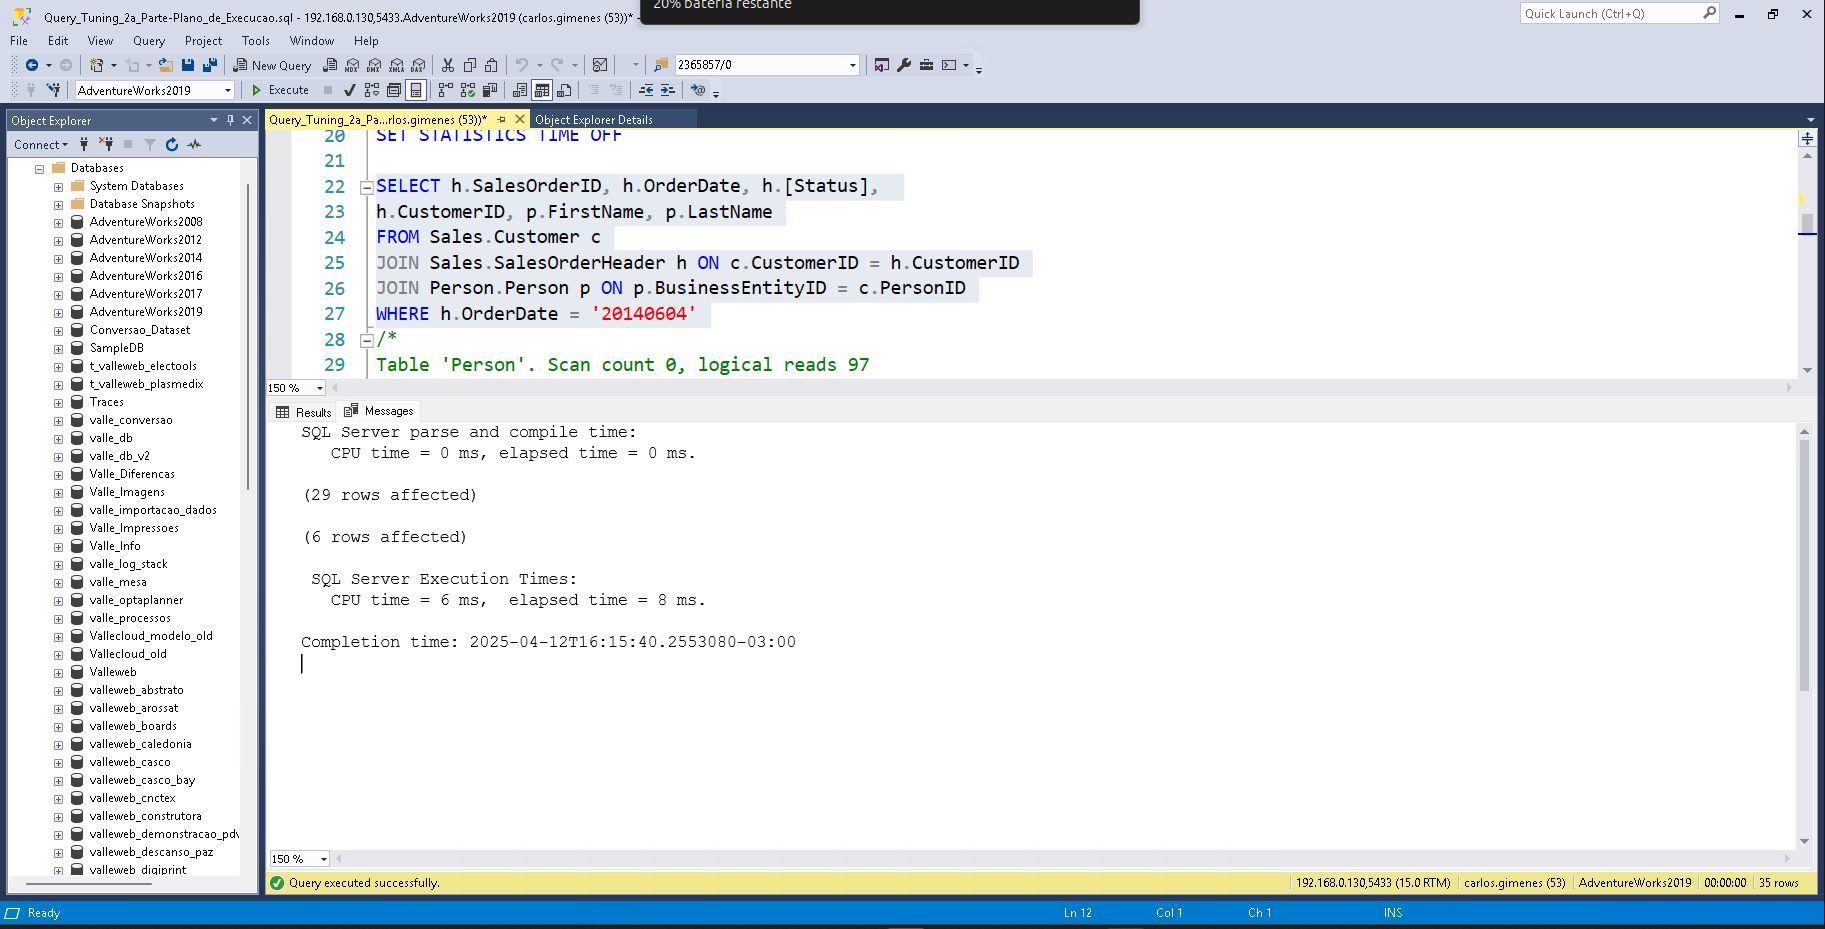 20% bateria restante
Query_Tuning_2a_Parte-Plano_de_Execucao.sql - 192.168.0.130,5433.AdventureWorks2019 (carlos.gimenes (53))* -
Quick Launch (Ctrl+Q)
File Edit View Query Project Tools Window Help
New Query
MDX DMX XMLA DAX
2365857/0
AdventureWorks2019
Execute
Object Explorer
Query_Tuning_2a_Pa...rlos.gimenes (53))*
Object Explorer Details
Connect
Databases
System Databases
Database Snapshots
AdventureWorks2008
AdventureWorks2012
AdventureWorks2014
AdventureWorks2016
AdventureWorks2017
AdventureWorks2019
Conversao_Dataset
SampleDB
t_valleweb_electools
t_valleweb_plasmedix
Traces
valle_conversao
valle_db
valle_db_v2
Valle_Diferencas
Valle_Imagens
valle_importacao_dados
Valle_Impressoes
Valle_Info
valle_log_stack
valle_mesa
valle_optaplanner
valle_processos
Vallecloud_modelo_old
Vallecloud_old
Valleweb
valleweb_abstrato
valleweb_arossat
valleweb_boards
valleweb_caledonia
valleweb_casco
valleweb_casco_bay
valleweb_cnctex
valleweb_construtora
valleweb_demonstracao_pdv
valleweb_descanso_paz
valleweb_digiprint
20 SET STATISTICS TIME OFF
21
22 SELECT h.SalesOrderID, h.OrderDate, h.[Status],
23 h.CustomerID, p.FirstName, p.LastName
24 FROM Sales.Customer c
25 JOIN Sales.SalesOrderHeader h ON c.CustomerID = h.CustomerID
26 JOIN Person.Person p ON p.BusinessEntityID = c.PersonID
27 WHERE h.OrderDate = '20140604'
28 /*
29 Table 'Person'. Scan count 0, logical reads 97
150 %
Results Messages
SQL Server parse and compile time:
CPU time = 0 ms, elapsed time = 0 ms.
(29 rows affected)
(6 rows affected)
SQL Server Execution Times:
CPU time = 6 ms,  elapsed time = 8 ms.
Completion time: 2025-04-12T16:15:40.2553080-03:00
150 %
Query executed successfully.
192.168.0.130,5433 (15.0 RTM) carlos.gimenes (53) AdventureWorks2019 00:00:00 35 rows
Ready Ln 12 Col 1 Ch 1 INS